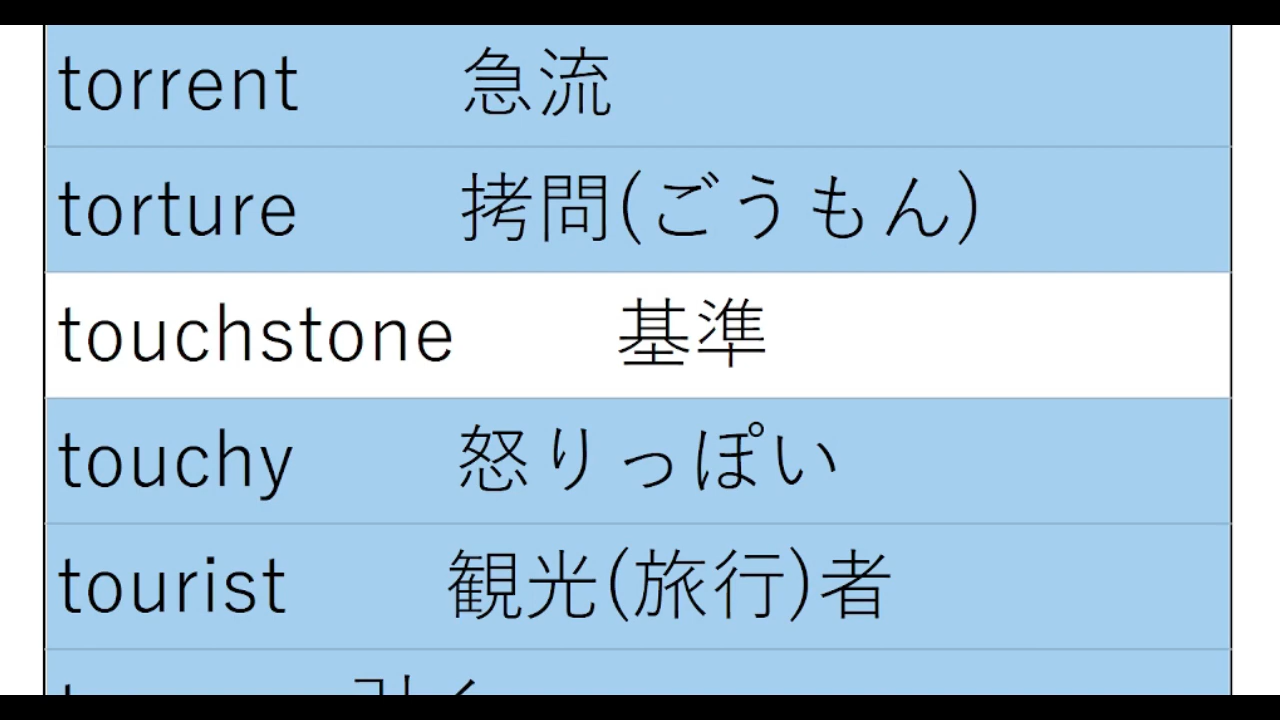 torrent 急流
torture 拷問(ごうもん)
touchstone 基準
touchy 怒りっぽい
tourist 観光(旅行)者